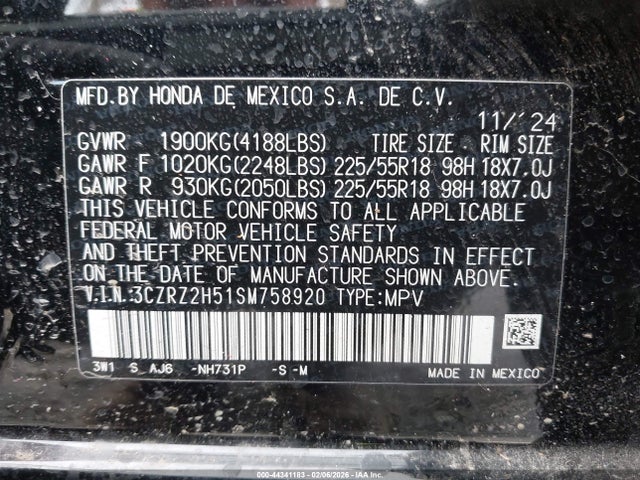 MFD.BY HONDA DE MEXICO S.A. DE C.V.
11/'24
GVWR 1900KG(4188LBS) TIRE SIZE RIM SIZE
GAWR F 1020KG(2248LBS) 225/55R18 98H 18X7.0J
GAWR R 930KG(2050LBS) 225/55R18 98H 18X7.0J
THIS VEHICLE CONFORMS TO ALL APPLICABLE
FEDERAL MOTOR VEHICLE SAFETY
AND THEFT PREVENTION STANDARDS IN EFFECT
ON THE DATE OF MANUFACTURE SHOWN ABOVE.
V.I.N.3CZRZ2H51SM758920 TYPE:MPV
3W1 S AJ6 -NH731P -S-M MADE IN MEXICO
000-44341183 - 02/06/2026 - IAA Inc.